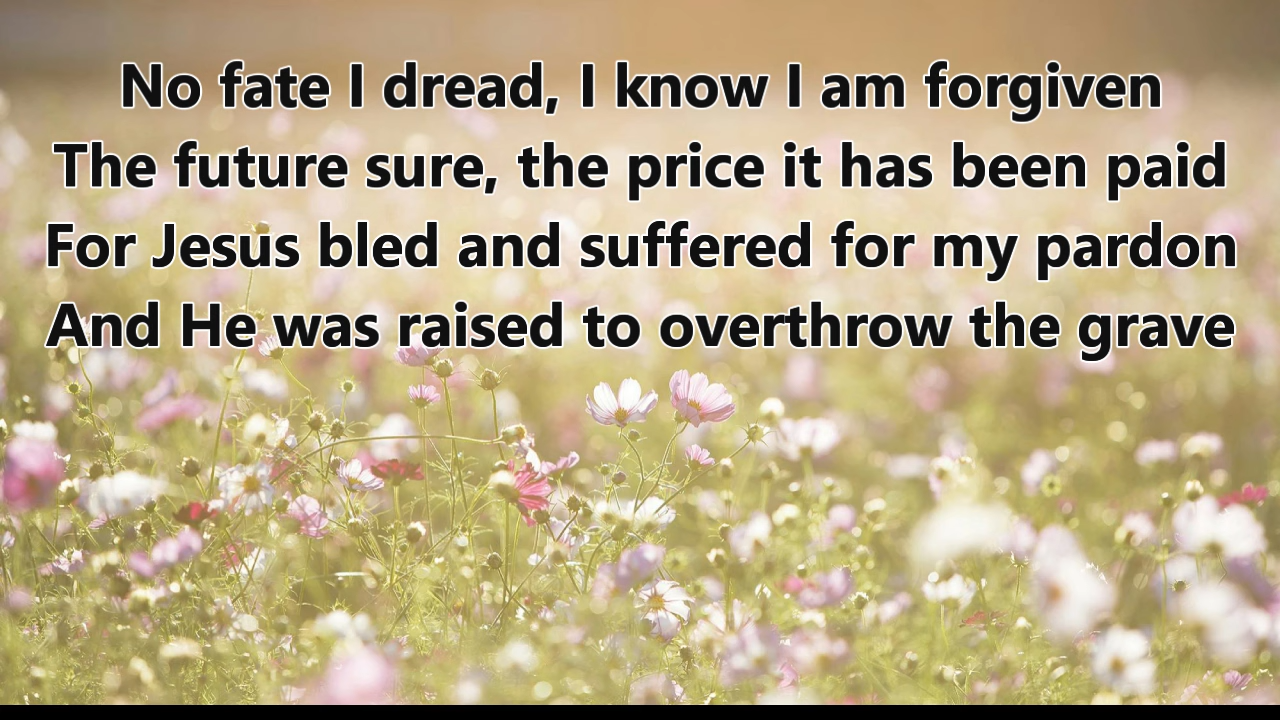 No fate I dread, I know I am forgiven
The future sure, the price it has been paid
For Jesus bled and suffered for my pardon
And He was raised to overthrow the grave